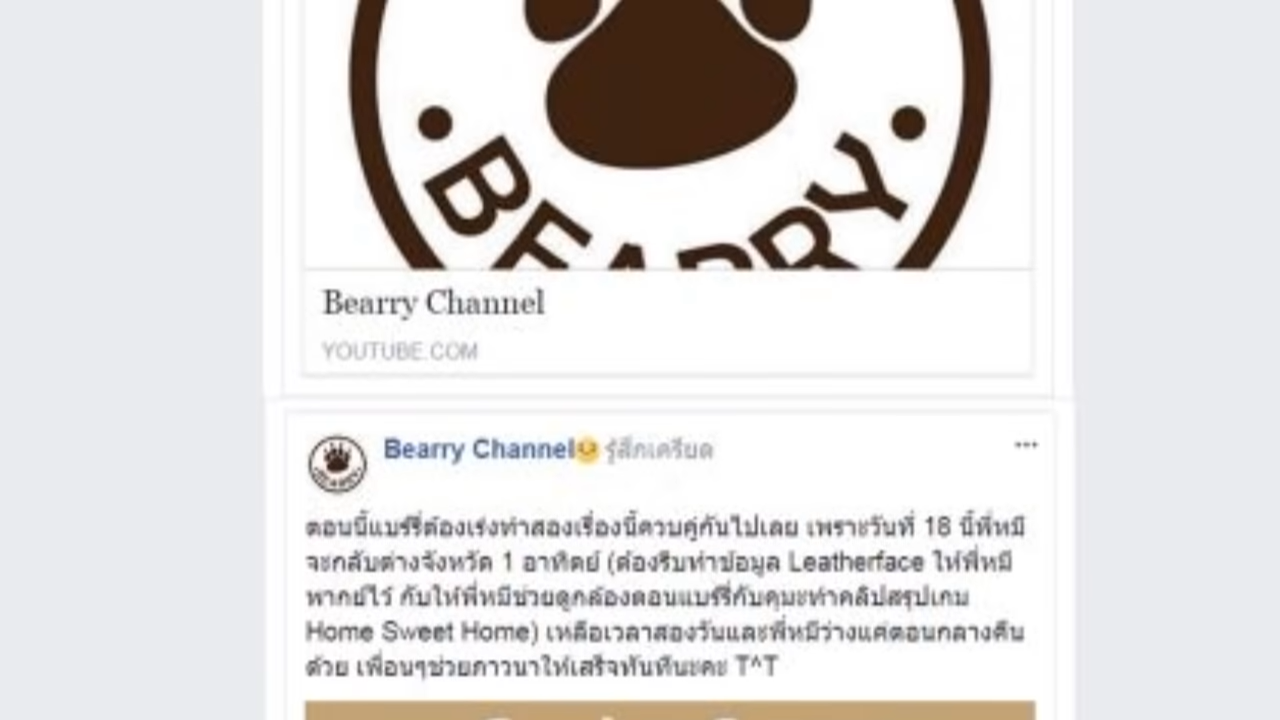 BEARRY
Bearry Channel
YOUTUBE.COM
Bearry Channel รู้สึกเครียด
ตอนนี้แบร์รี่ต้องเร่งทำสองเรื่องนี้ควบคู่กันไปเลย เพราะวันที่ 18 นี้พี่หมี
จะกลับต่างจังหวัด 1 อาทิตย์ (ต้องรีบทำข้อมูล Leatherface ให้พี่หมี
พากย์ไว้ กับให้พี่หมีช่วยดูกล้องตอนแบร์รี่กับคุมะทำคลิปสรุปเกม
Home Sweet Home) เหลือเวลาสองวันและพี่หมีว่างแค่ตอนกลางคืน
ด้วย เพื่อนๆช่วยภาวนาให้เสร็จทันทีนะคะ T^T